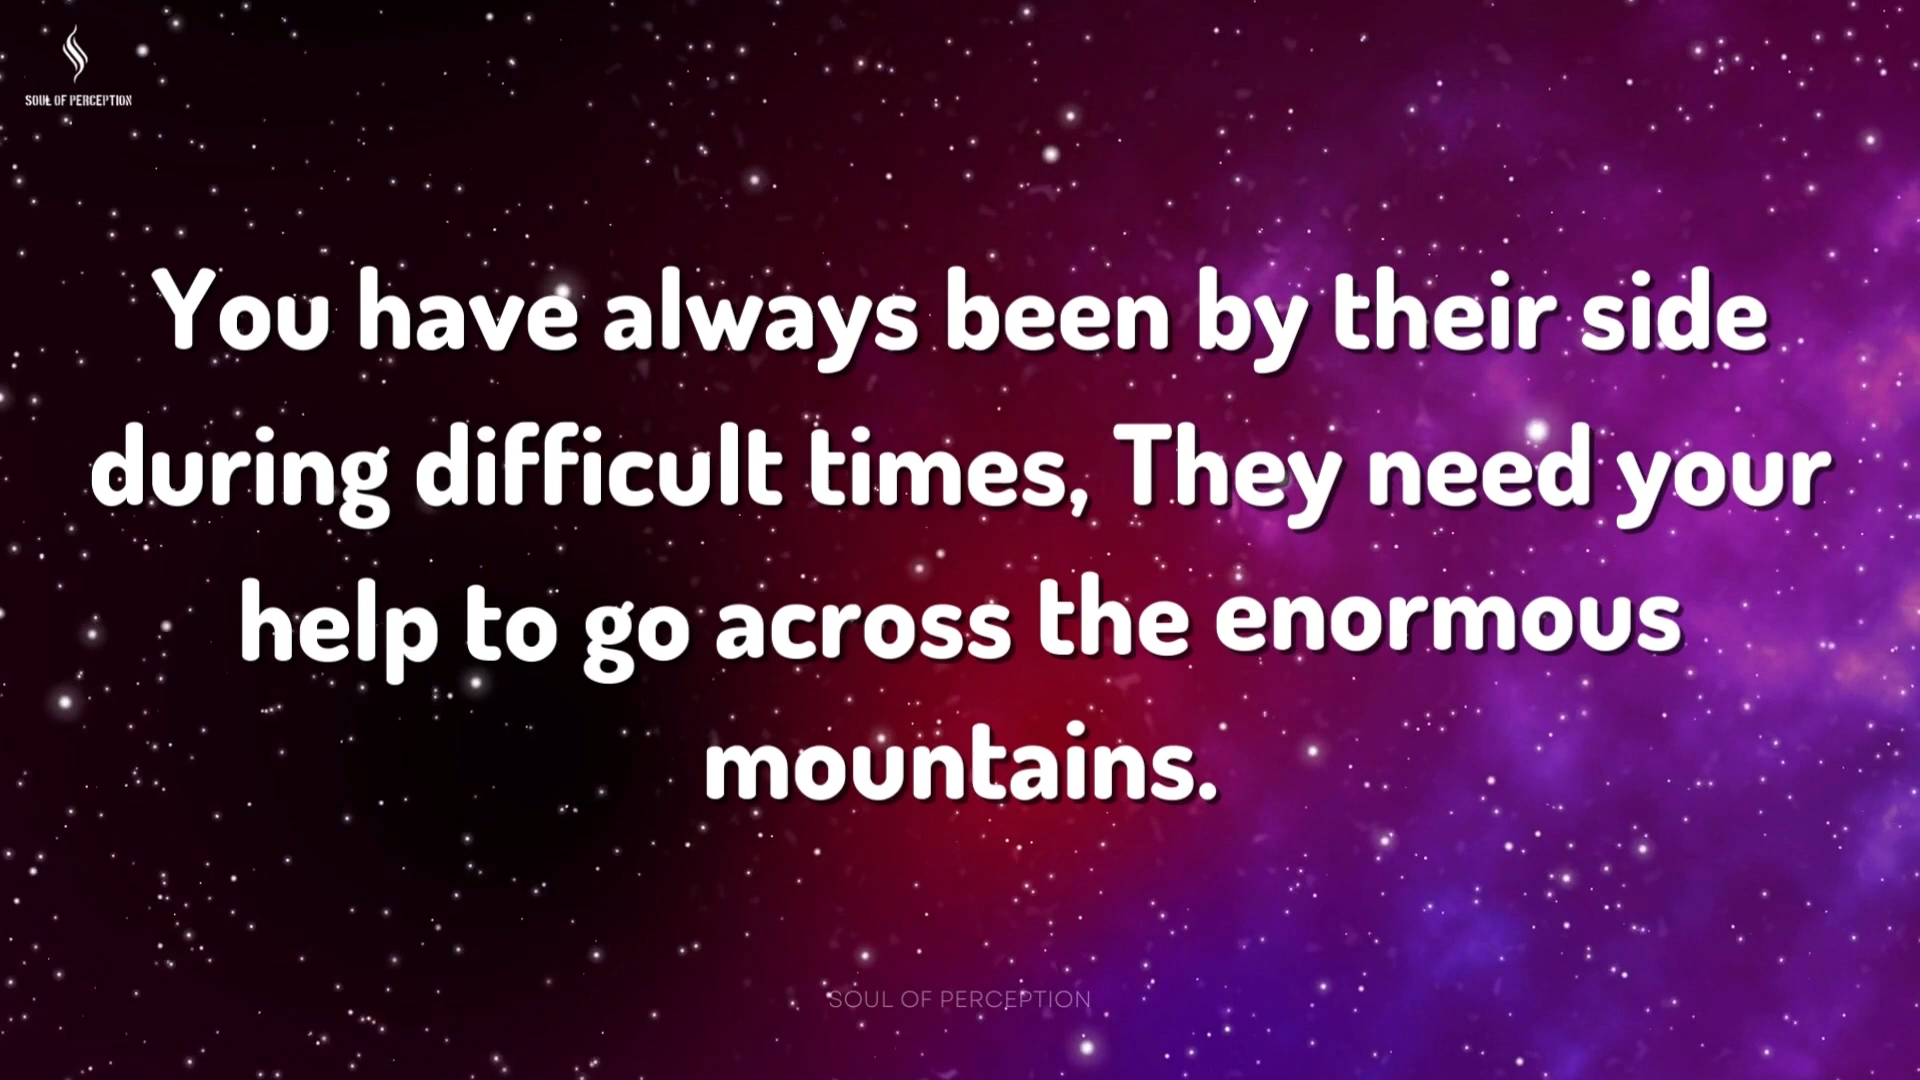 SOUL OF PERCEPTION
You have always been by their side
during difficult times, They need your
help to go across the enormous
mountains.
SOUL OF PERCEPTION